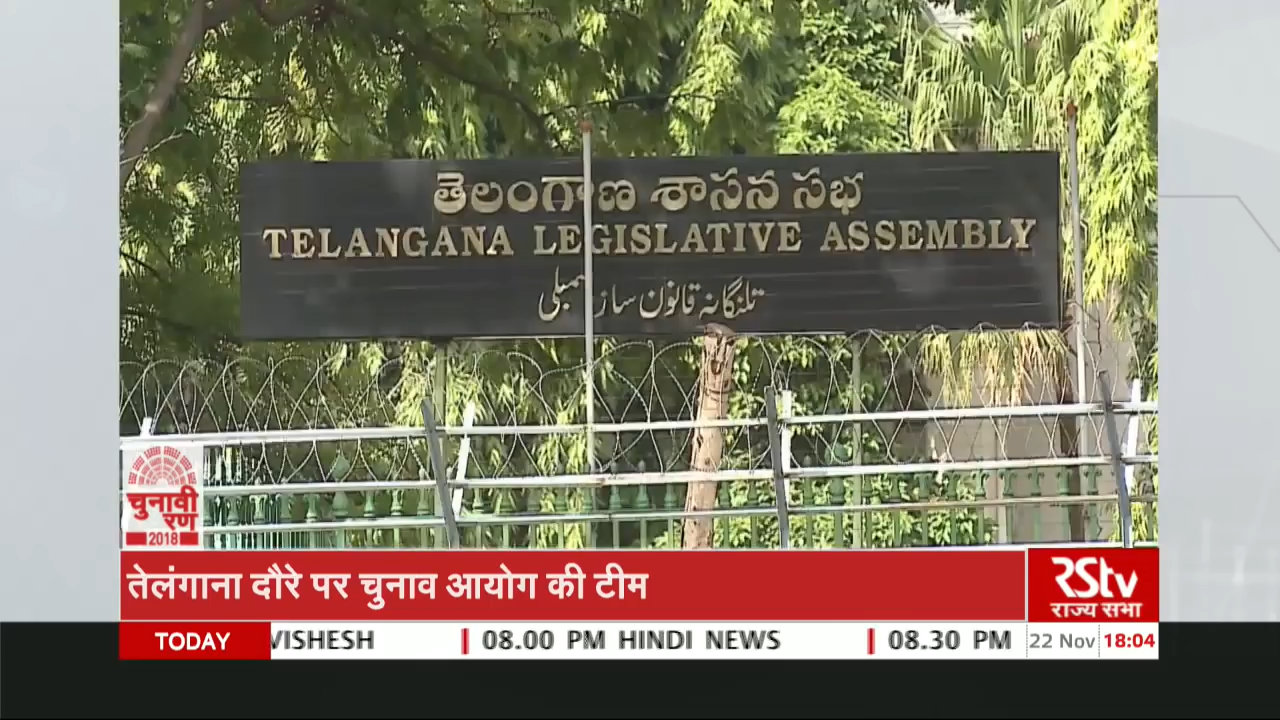 తెలంగాణ శాసన సభ
TELANGANA LEGISLATIVE ASSEMBLY
تلنگانہ قانون ساز
चुनावी
रण
2018
तेलंगाना दौरे पर चुनाव आयोग की टीम
RSTV
राज्य सभा
TODAY
VISHESH | 08.00 PM HINDI NEWS | 08.30 PM
22 Nov 18:04